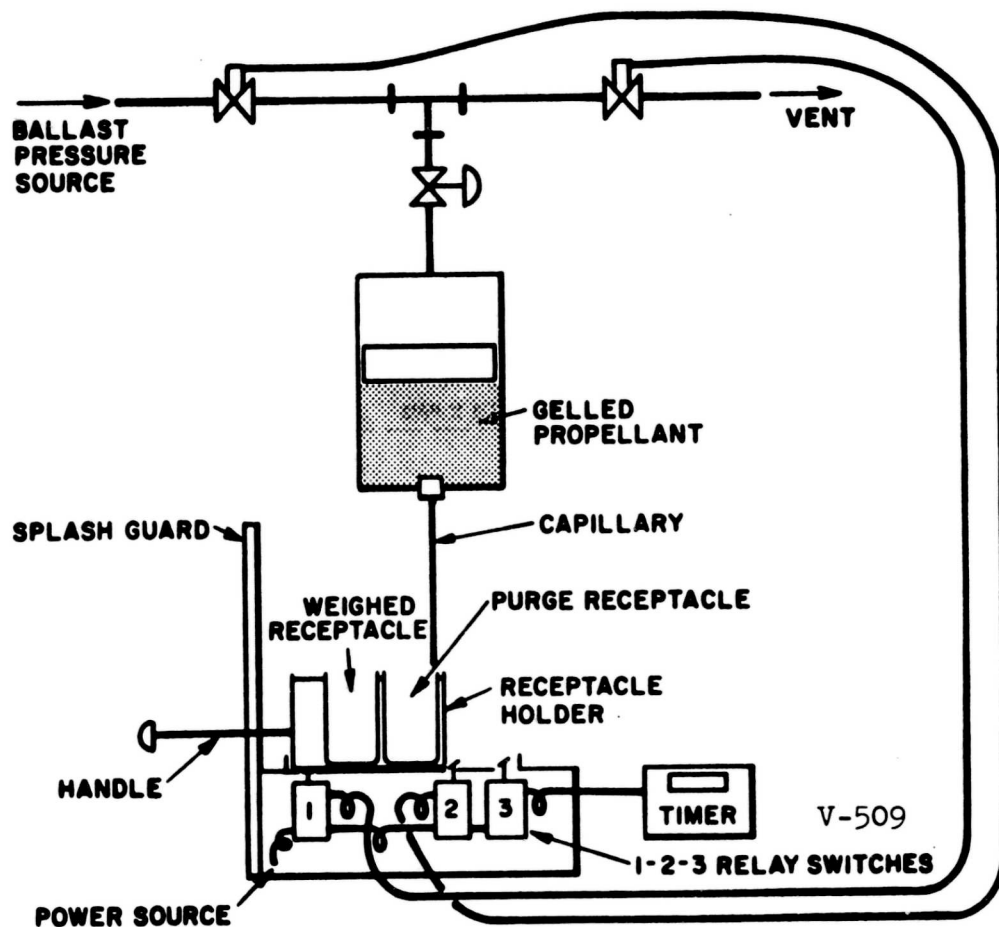 BALLAST
PRESSURE
SOURCE
VENT
GELLED
PROPELLANT
SPLASH GUARD
CAPILLARY
WEIGHED
RECEPTACLE
PURGE RECEPTACLE
RECEPTACLE
HOLDER
HANDLE
1
2
3
TIMER
V-509
1-2-3 RELAY SWITCHES
POWER SOURCE